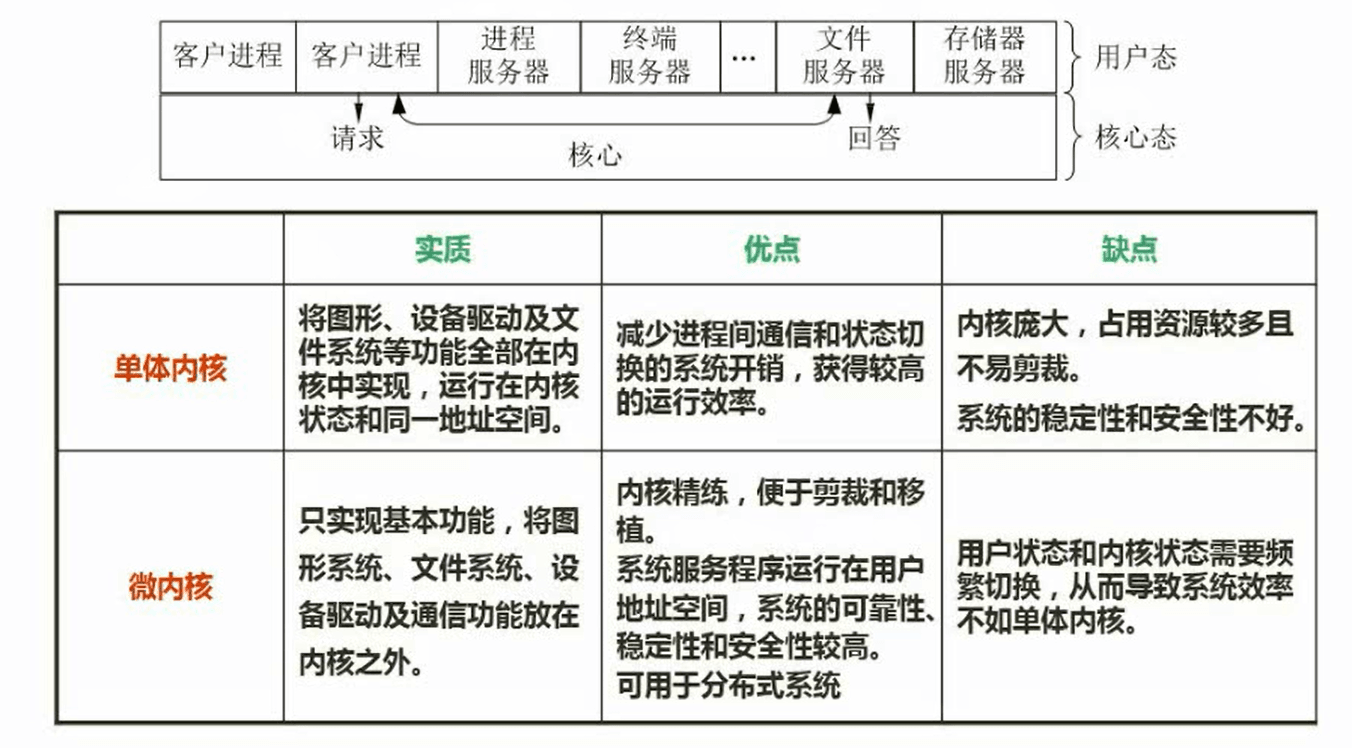 客户进程 客户进程 进程 终端 … 文件 存储器 用户态
服务器 服务器 服务器 服务器
请求 回答 核心态
核心
实质 优点 缺点
单体内核
将图形、设备驱动及文
件系统等功能全部在内
核中实现，运行在内核
状态和同一地址空间。
减少进程间通信和状态切
换的系统开销，获得较高
的运行效率。
内核庞大，占用资源较多且
不易剪裁。
系统的稳定性和安全性不好。
微内核
只实现基本功能，将图
形系统、文件系统、设
备驱动及通信功能放在
内核之外。
内核精练，便于剪裁和移
植。
系统服务程序运行在用户
地址空间，系统的可靠性、
稳定性和安全性较高。
可用于分布式系统
用户状态和内核状态需要频
繁切换，从而导致系统效率
不如单体内核。